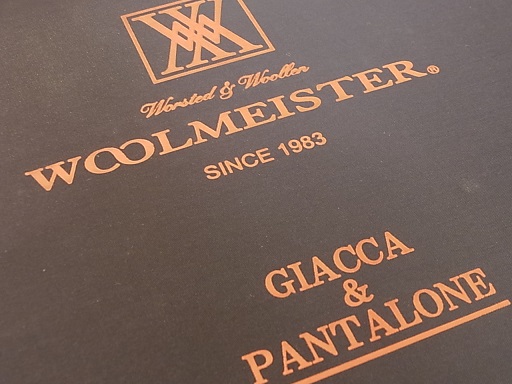 Worsted & Woollen
WOOLMEISTER®
SINCE 1983
GIACCA
&
PANTALONE